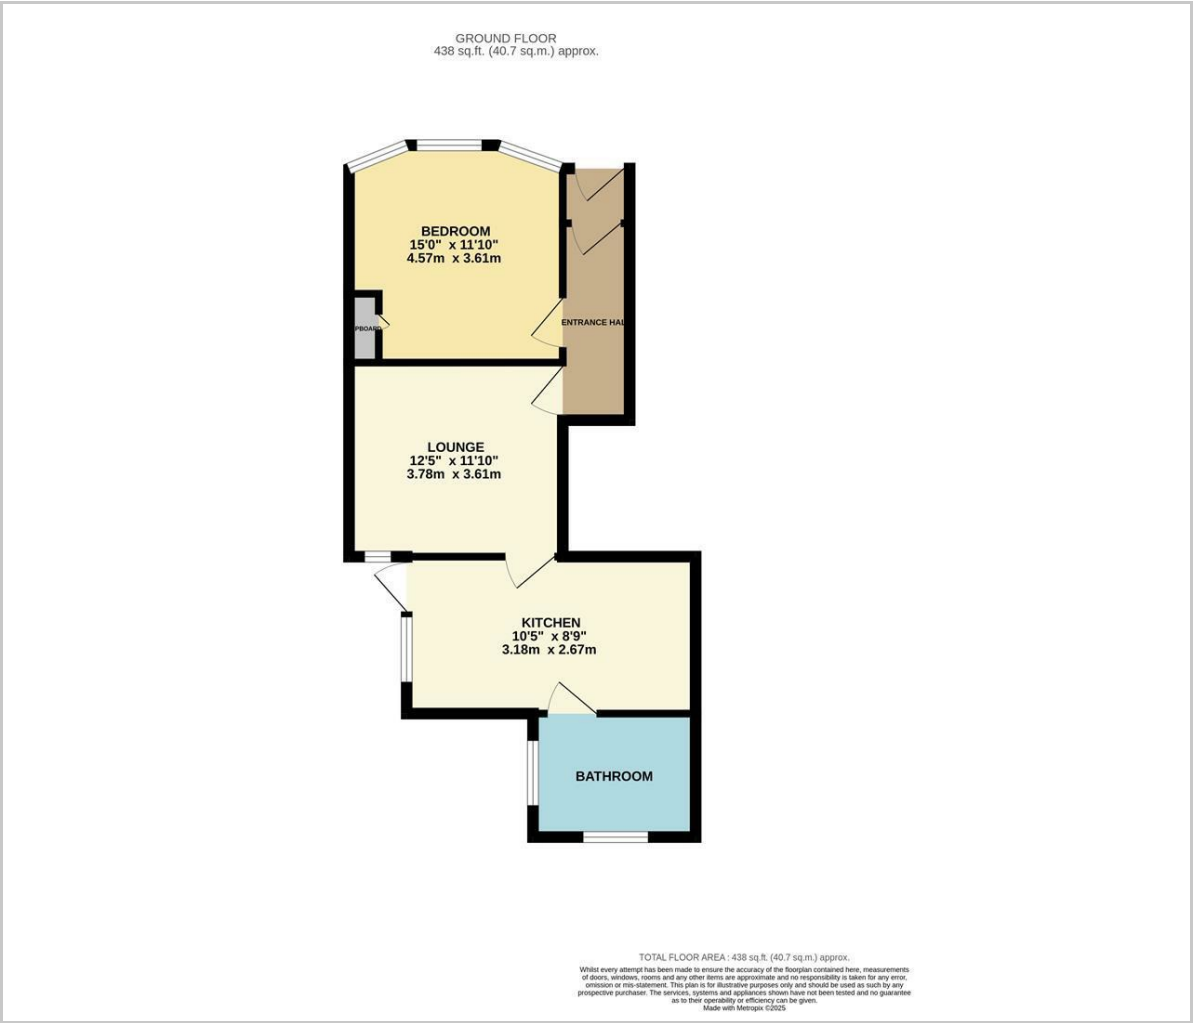 GROUND FLOOR
438 sq.ft. (40.7 sq.m.) approx.
BEDROOM
15'0" x 11'10"
4.57m x 3.61m
PBOARD
ENTRANCE HAL
LOUNGE
12'5" x 11'10"
3.78m x 3.61m
KITCHEN
10'5" x 8'9"
3.18m x 2.67m
BATHROOM
TOTAL FLOOR AREA : 438 sq.ft. (40.7 sq.m.) approx.
Whilst every attempt has been made to ensure the accuracy of the floorplan contained here, measurements
of doors, windows, rooms and any other items are approximate and no responsibility is taken for any error,
omission or mis-statement. This plan is for illustrative purposes only and should be used as such by any
prospective purchaser. The services, systems and appliances shown have not been tested and no guarantee
as to their operability or efficiency can be given.
Made with Metropix ©2025